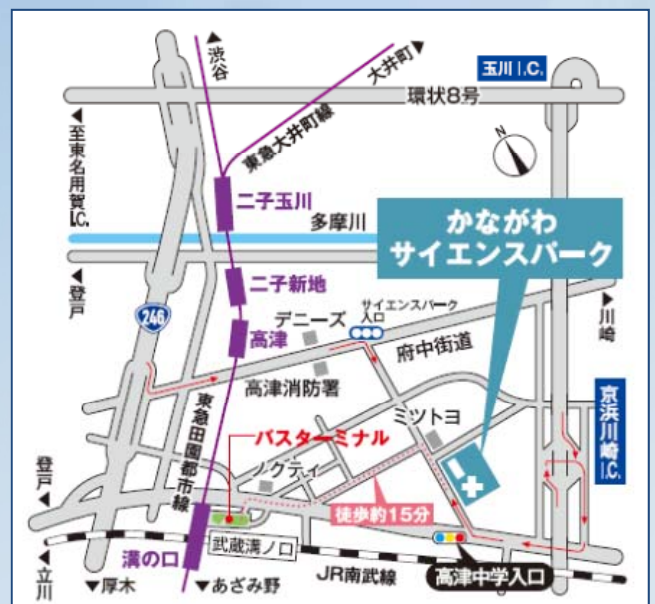 ▲渋谷
大井町▶
玉川I.C.
環状8号
◀至東名用賀I.C.
東急大井町線
N
二子玉川
多摩川
かながわ
サイエンスパーク
◀登戸
二子新地
サイエンスパーク
入口
▶川崎
246
デニーズ
高津
府中街道
高津消防署
京浜川崎I.C.
東急田園都市線
ミツトヨ
バスターミナル
ノクティ
登戸◀
徒歩約15分
武蔵溝ノ口
溝の口
◀立川
JR南武線
高津中学入口
▼厚木
▼あざみ野